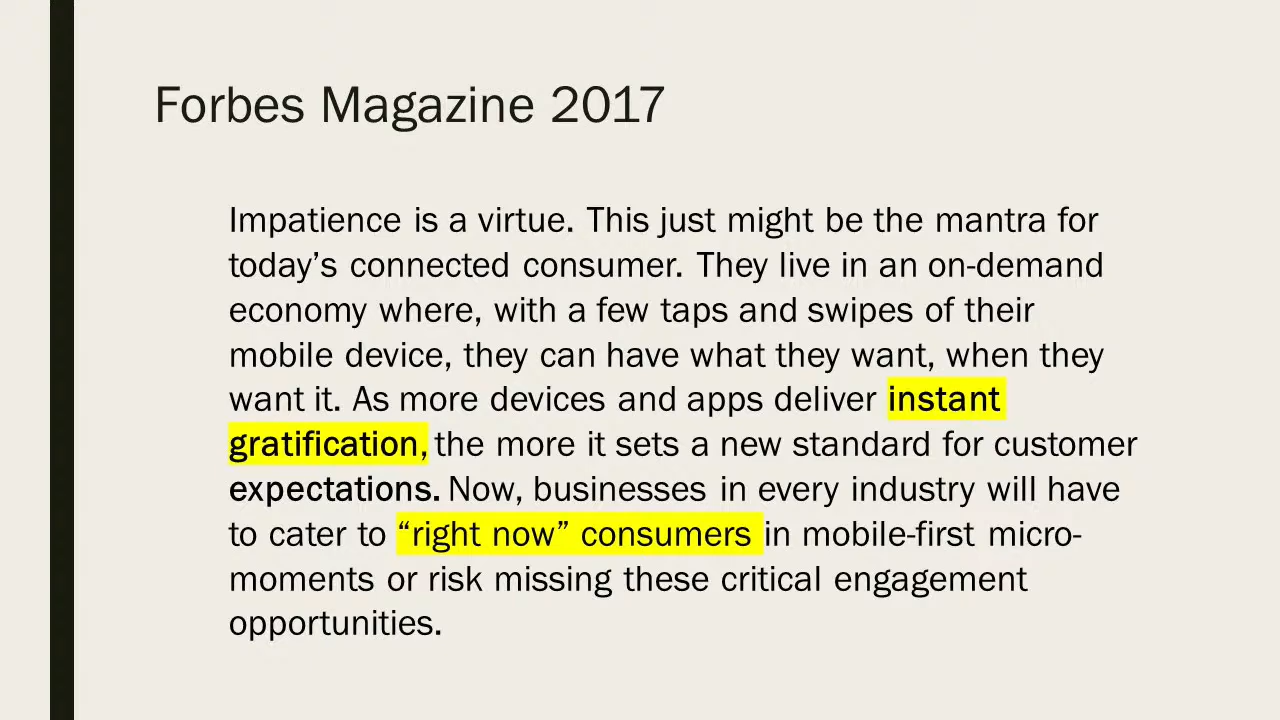 Forbes Magazine 2017
Impatience is a virtue. This just might be the mantra for
today’s connected consumer. They live in an on-demand
economy where, with a few taps and swipes of their
mobile device, they can have what they want, when they
want it. As more devices and apps deliver instant
gratification, the more it sets a new standard for customer
expectations. Now, businesses in every industry will have
to cater to “right now” consumers in mobile-first micro-
moments or risk missing these critical engagement
opportunities.